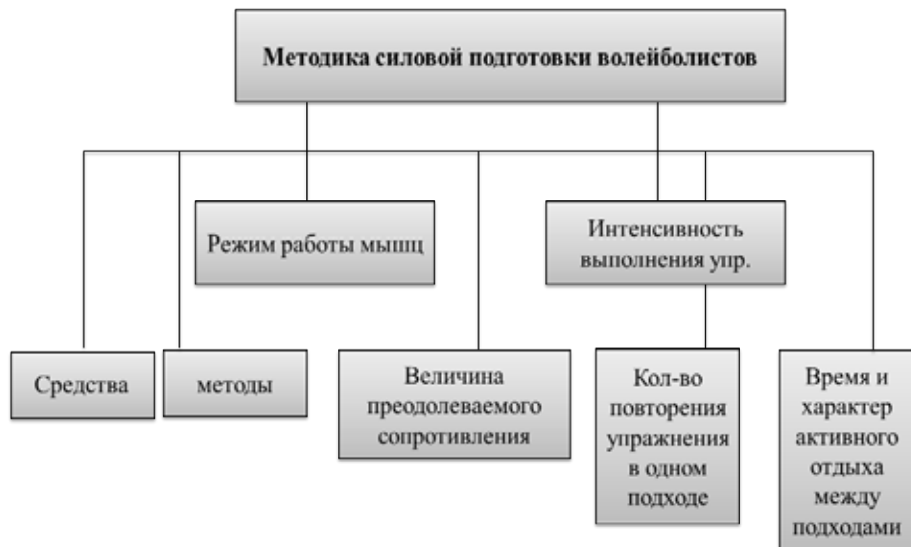 Методика силовой подготовки волейболистов
Режим работы мышц
Интенсивность
выполнения упр.
Средства
методы
Величина
преодолеваемого
сопротивления
Кол-во
повторения
упражнения
в одном
подходе
Время и
характер
активного
отдыха
между
подходами